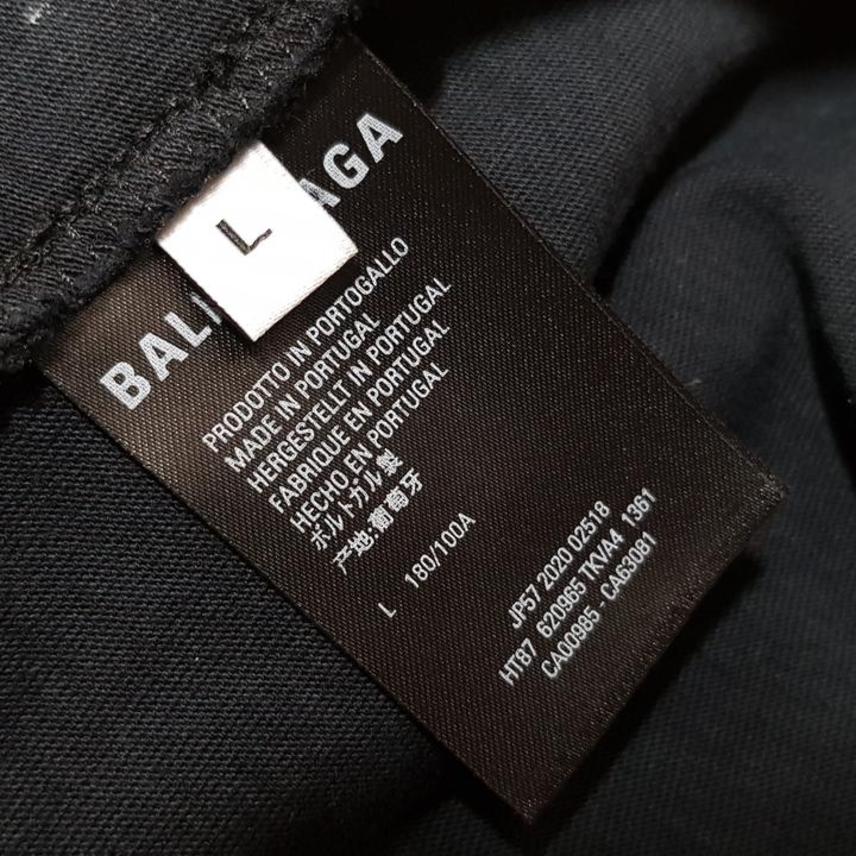 BAL AGA
L
PRODOTTO IN PORTOGALLO
MADE IN PORTUGAL
HERGESTELLT IN PORTUGAL
FABRIQUE EN PORTUGAL
HECHO EN PORTUGAL
ポルトガル製
产地:葡萄牙
L 180/100A
JP57 2020 02518
HT87 620965 TKVA4 1361
CA00985 - CA63081